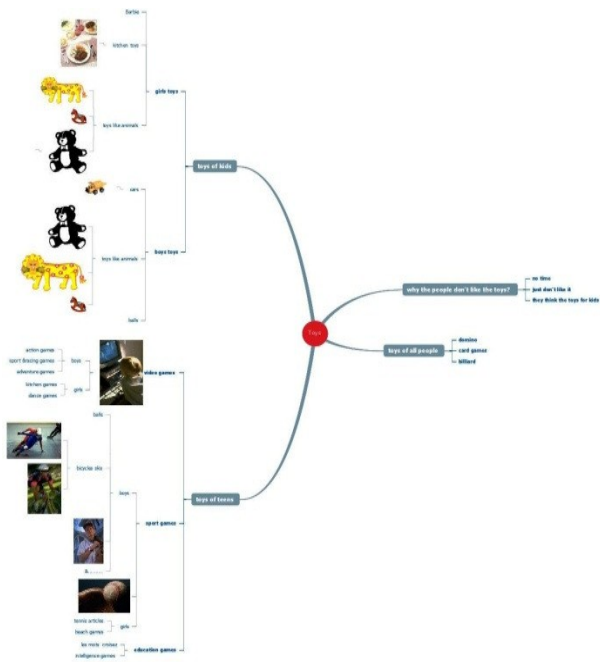 Toys
toys of kids
girls toys
Barbie
kitchen toys
toys like animals
boys toys
cars
toys like animals
balls
why the people don't like the toys?
no time
just don't like it
they think the toys for kids
toys of all people
domino
card games
billiard
toys of teens
video games
boys
action games
sport &racing games
adventure games
girls
kitchen games
dance games
sport games
boys
balls
bicycles
girls
tennis articles
beach games
education games
les mots croises
intelligence games